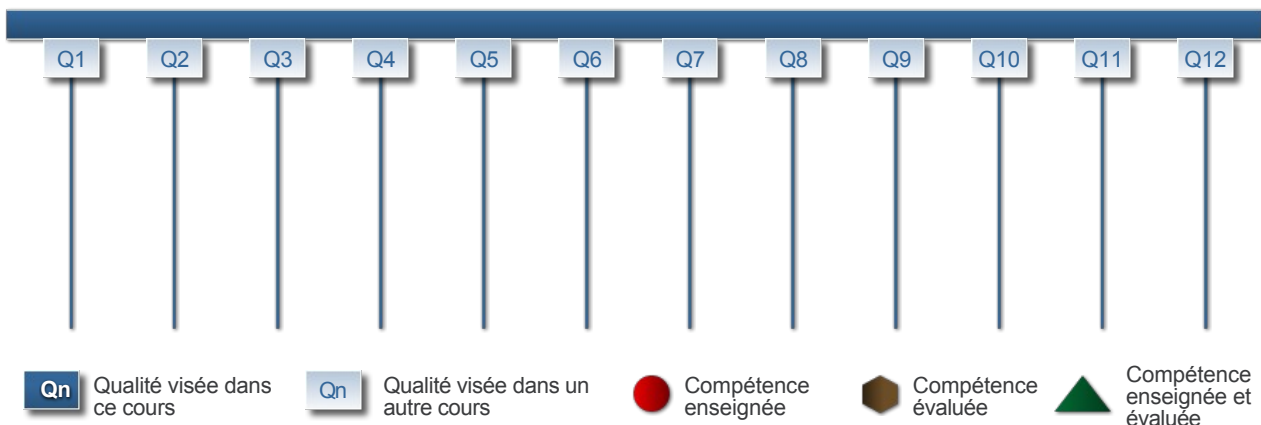 Q1 Q2 Q3 Q4 Q5 Q6 Q7 Q8 Q9 Q10 Q11 Q12
Qn
Qualité visée dans
ce cours
Qn
Qualité visée dans un
autre cours
Compétence
enseignée
Compétence
évaluée
Compétence
enseignée et
évaluée